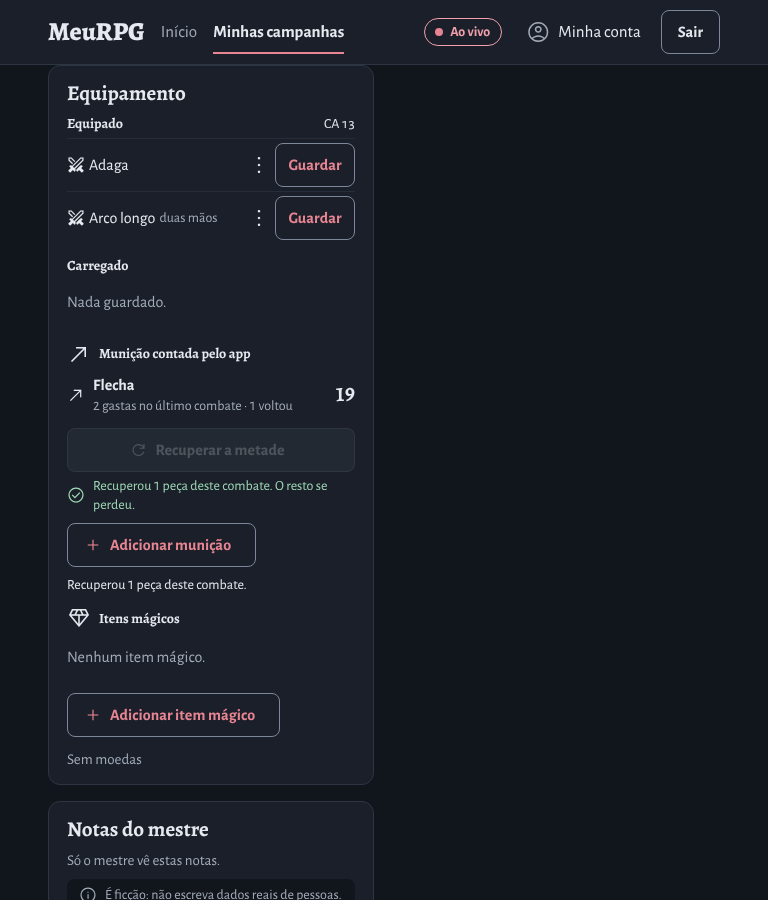 MeuRPG
Início
Minhas campanhas
Ao vivo
Minha conta
Sair
Equipamento
Equipado
CA 13
Adaga
Guardar
Arco longo duas mãos
Guardar
Carregado
Nada guardado.
Munição contada pelo app
Flecha
2 gastas no último combate · 1 voltou
19
Recuperar a metade
Recuperou 1 peça deste combate. O resto se
perdeu.
Adicionar munição
Recuperou 1 peça deste combate.
Itens mágicos
Nenhum item mágico.
Adicionar item mágico
Sem moedas
Notas do mestre
Só o mestre vê estas notas.
É ficção: não escreva dados reais de pessoas.